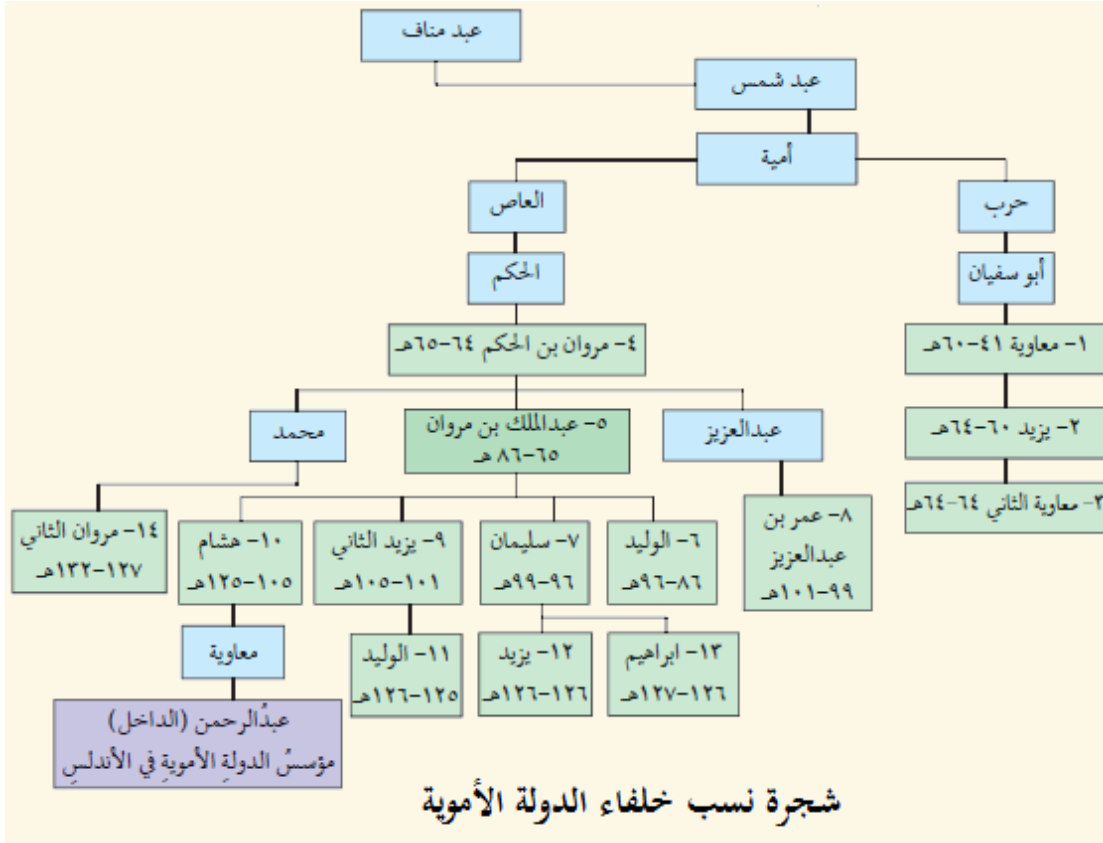 عبد مناف
عبد شمس
أمية
حرب
العاص
أبو سفيان
الحكم
١- معاوية ٤١-٦٠هـ
٤- مروان بن الحكم ٦٤-٦٥هـ
٢- يزيد ٦٠-٦٤هـ
عبدالعزيز
٥- عبدالملك بن مروان
٦٥-٨٦ هـ
محمد
٣- معاوية الثاني ٦٤-٦٤هـ
٨- عمر بن
عبدالعزيز
٩٩-١٠١هـ
٦- الوليد
٨٦-٩٦هـ
٧- سليمان
٩٦-٩٩هـ
٩- يزيد الثاني
١٠١-١٠٥هـ
١٠- هشام
١٠٥-١٢٥هـ
١٤- مروان الثاني
١٢٧-١٣٢هـ
١٣- ابراهيم
١٢٦-١٢٧هـ
١٢- يزيد
١٢٦-١٢٦هـ
١١- الوليد
١٢٥-١٢٦هـ
معاوية
عبدُالرحمن (الداخل)
مؤسسُ الدولةِ الأمويةِ في الأندلسِ
شجرة نسب خلفاء الدولة الأموية